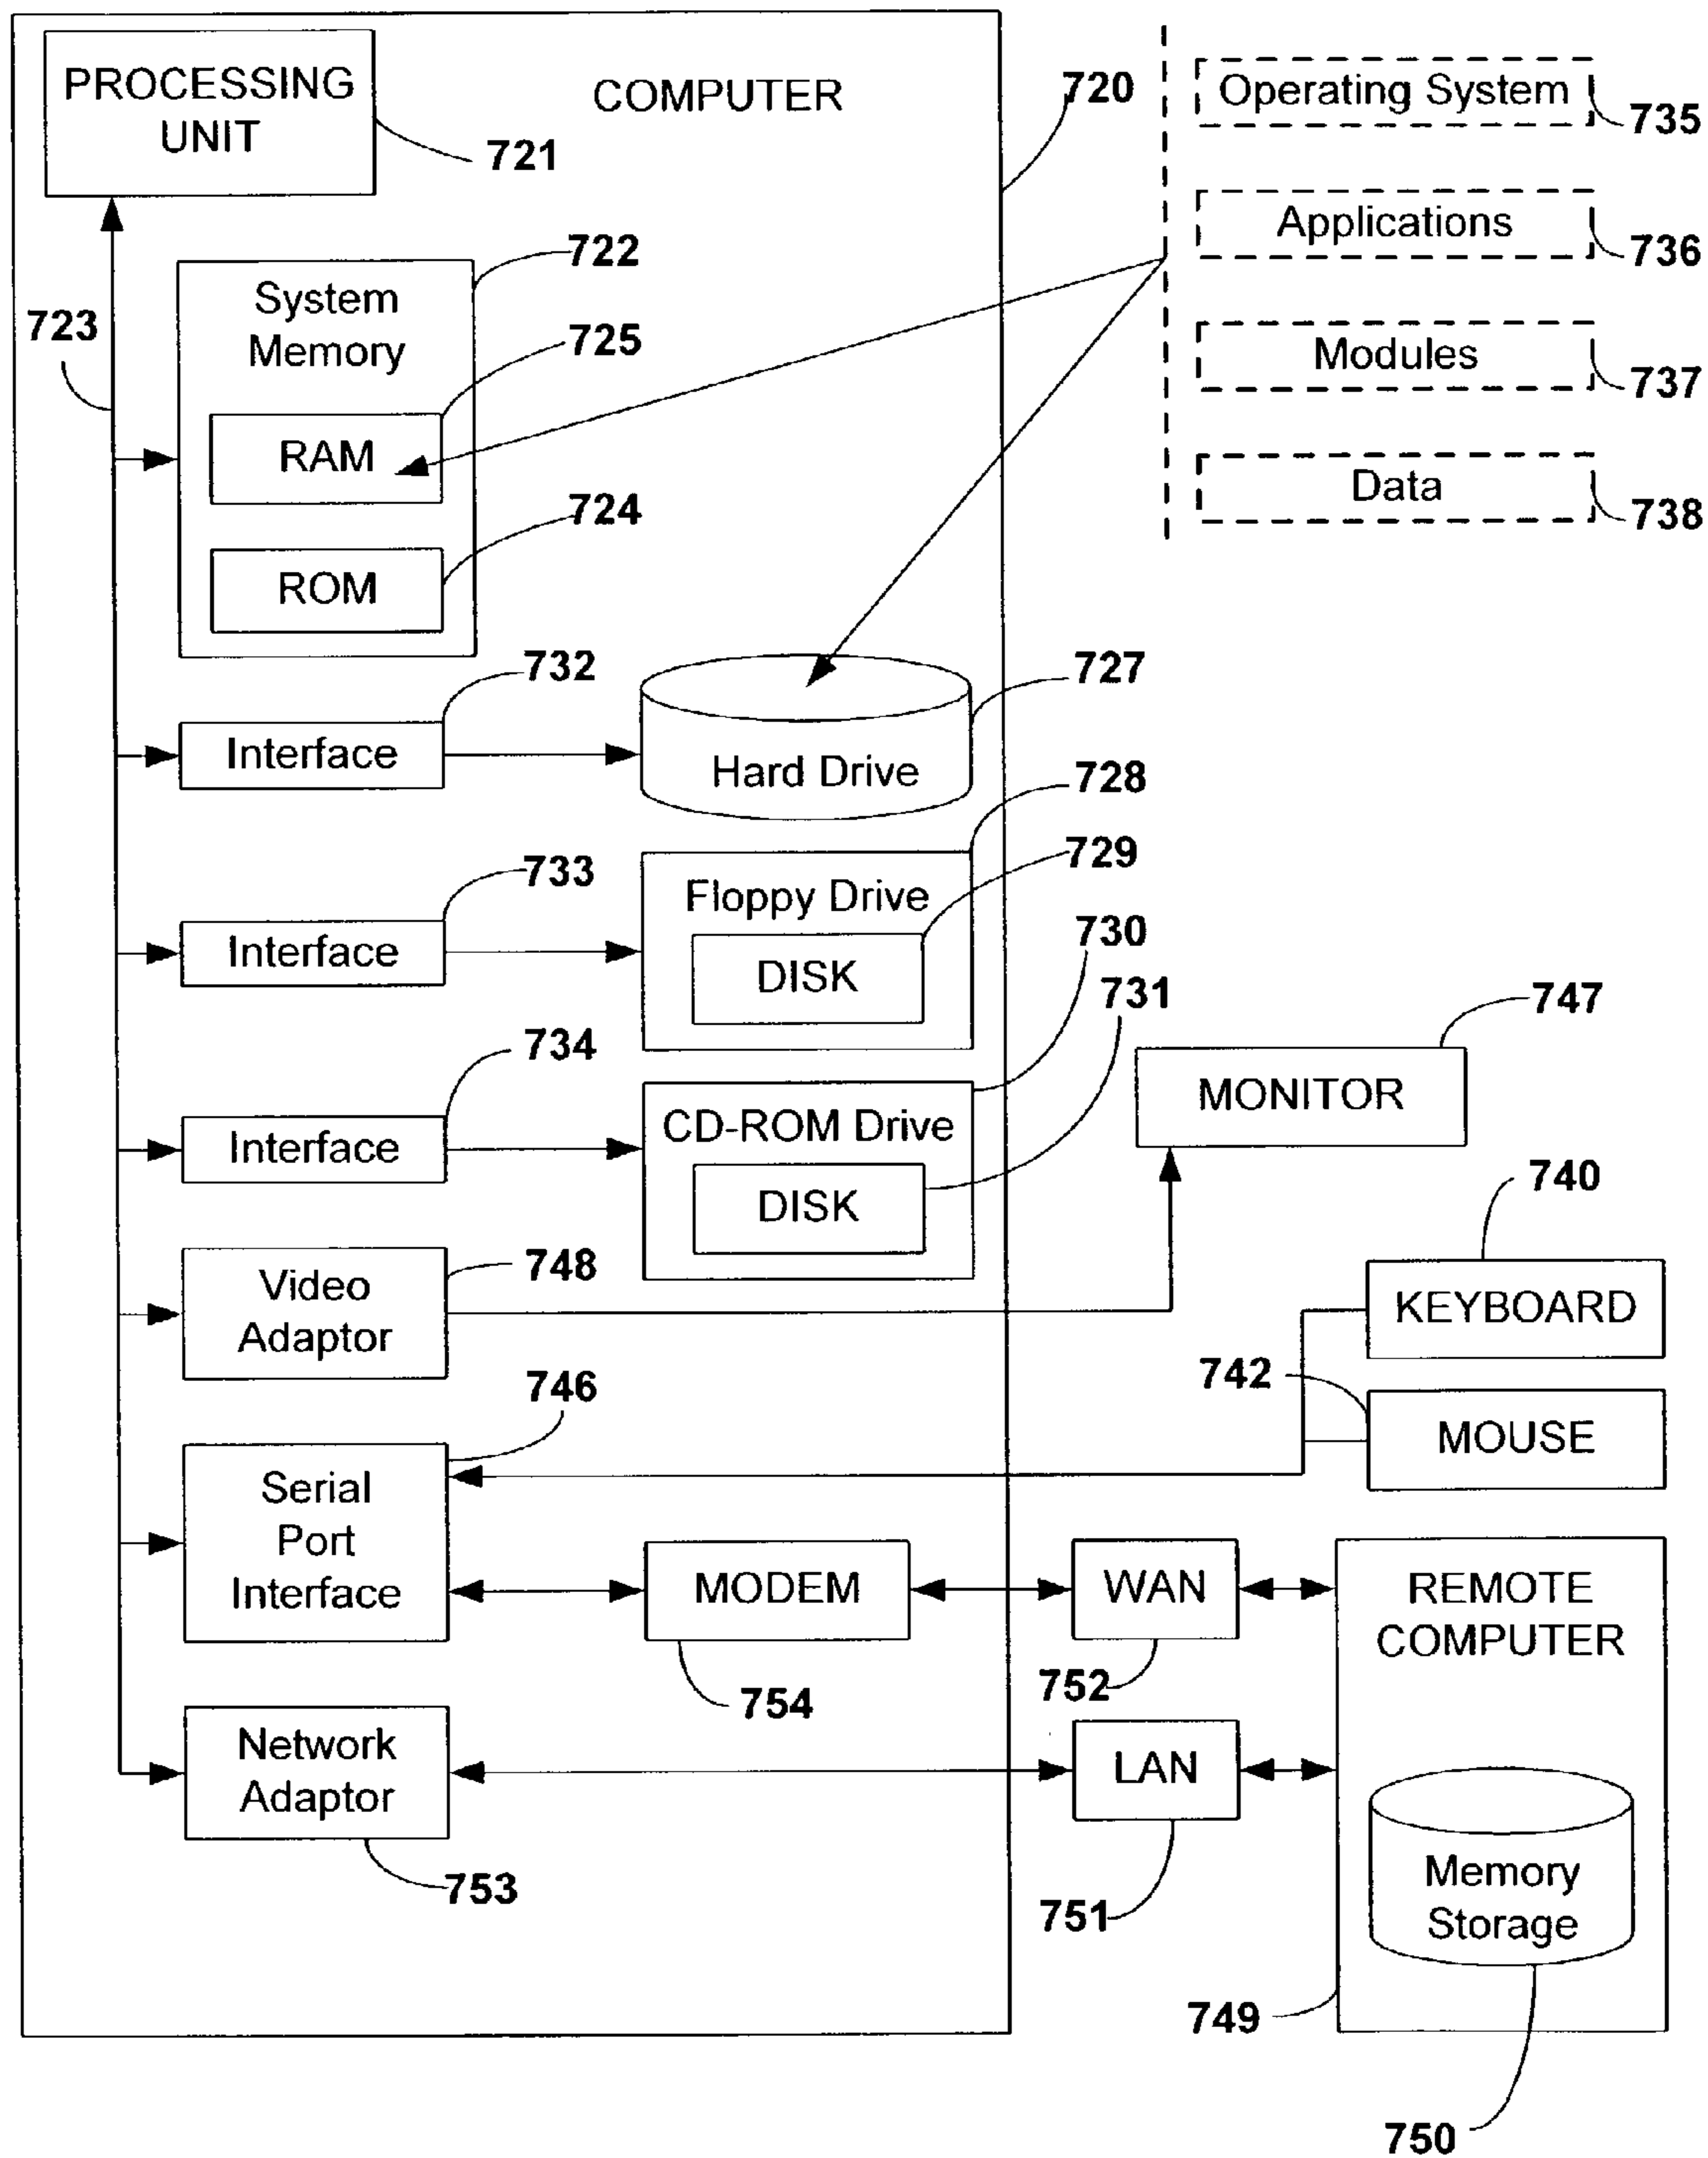 PROCESSING
UNIT
721
COMPUTER
720
Operating System
735
Applications
736
Modules
737
Data
738
722
System
Memory
723
725
RAM
724
ROM
732
Interface
727
Hard Drive
728
733
Interface
729
Floppy Drive
DISK
730
731
734
Interface
CD-ROM Drive
DISK
747
MONITOR
740
KEYBOARD
748
Video
Adaptor
742
MOUSE
746
Serial
Port
Interface
MODEM
754
WAN
752
REMOTE
COMPUTER
Network
Adaptor
753
LAN
751
Memory
Storage
749
750